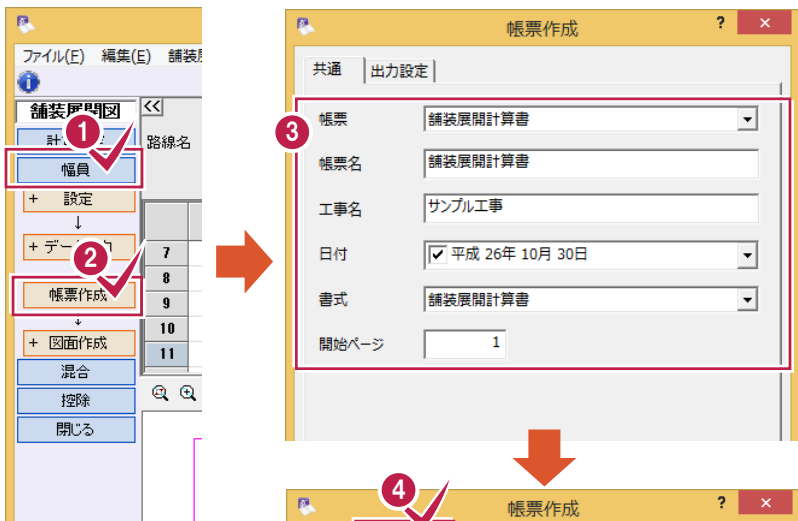 ファイル(F) 編集(E) 舗装
舗装展開図
<<
路線名
1
幅員
+ 設定
↓
+ データ
2
帳票作成
↓
+ 図面作成
混合
控除
閉じる
7
8
9
10
11
帳票作成
? ×
共通 出力設定
3
帳票 舗装展開計算書
帳票名 舗装展開計算書
工事名 サンプル工事
日付 平成 26年 10月 30日
書式 舗装展開計算書
開始ページ 1
4
帳票作成
? ×